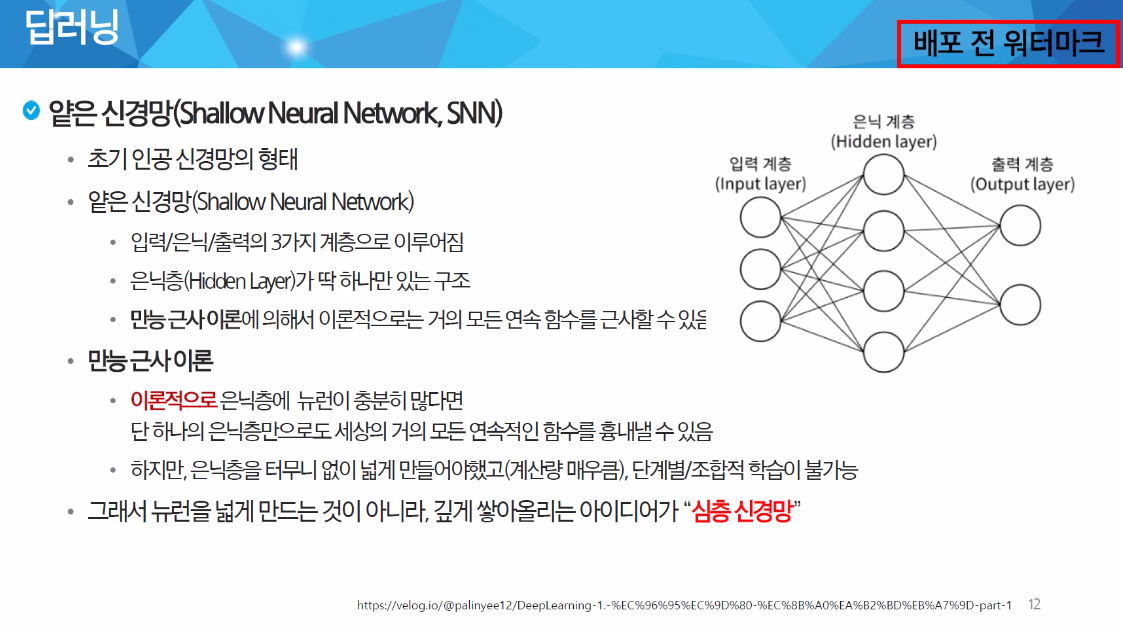 딥러닝
배포 전 워터마크
얕은 신경망(Shallow Neural Network, SNN)
초기 인공 신경망의 형태
얕은 신경망(Shallow Neural Network)
입력/은닉/출력의 3가지 계층으로 이루어짐
은닉층(Hidden Layer)가 딱 하나만 있는 구조
만능 근사 이론에 의해서 이론적으로는 거의 모든 연속 함수를 근사할 수 있음
만능 근사 이론
이론적으로 은닉층에 뉴런이 충분히 많다면
단 하나의 은닉층만으로도 세상의 거의 모든 연속적인 함수를 흉내낼 수 있음
하지만, 은닉층을 터무니 없이 넓게 만들어야했고(계산량 매우큼), 단계별/조합적 학습이 불가능
그래서 뉴런을 넓게 만드는 것이 아니라, 깊게 쌓아올리는 아이디어가 “심층 신경망”
입력 계층
(Input layer)
은닉 계층
(Hidden layer)
출력 계층
(Output layer)
https://velog.io/@palinyee12/DeepLearning-1.-%EC%96%95%EC%9D%80-%EC%8B%A0%EA%B2%BD%EB%A7%9D-part-1
12